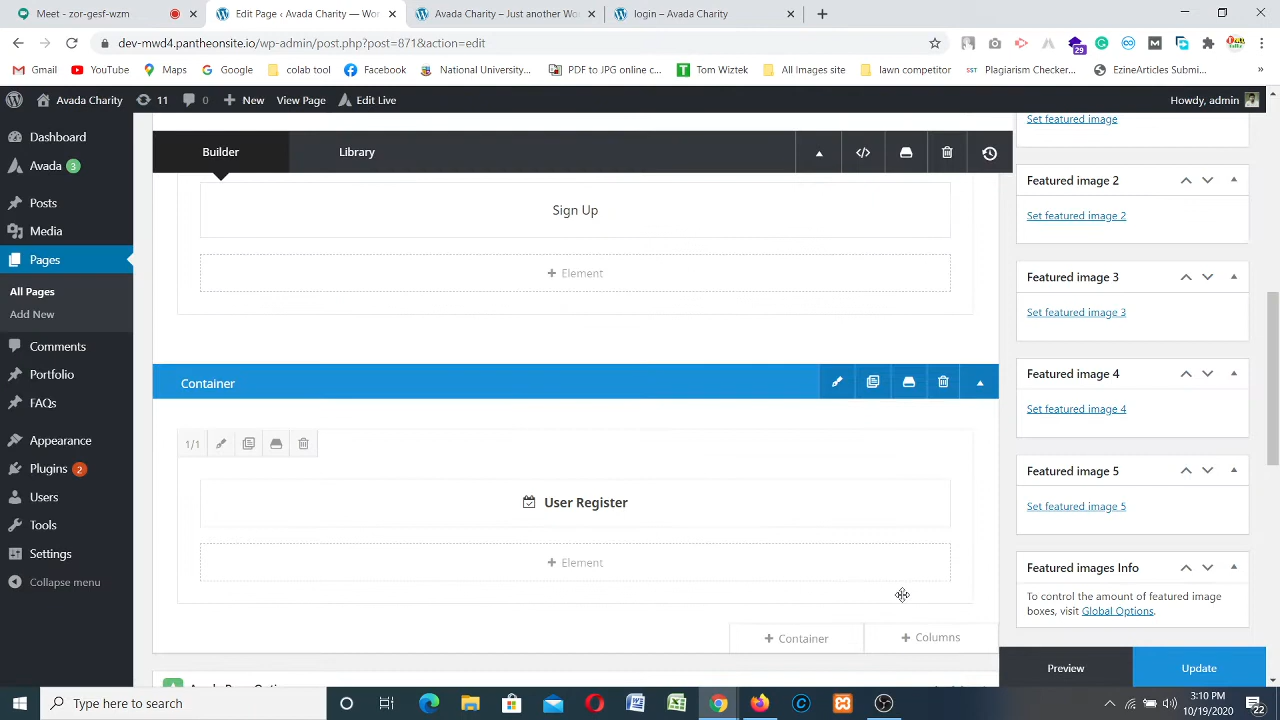 Meet - zor-gesf-wzm
Edit Page ‹ Avada Charity — Wor
Avada Charity – Just another Wo
login – Avada Charity
dev-mwd4.pantheonsite.io/wp-admin/post.php?post=871&action=edit
29
Gmail
YouTube
Maps
Google
colab tool
Facebook
National University...
PDF to JPG online c...
Tom Wiztek
All Images site
lawn competitor
SST Plagiarism Checker...
EzineArticles Submi...
Avada Charity
11
0
New
View Page
Edit Live
Howdy, admin
Dashboard
Avada 3
Posts
Media
Pages
All Pages
Add New
Comments
Portfolio
FAQs
Appearance
Plugins 2
Users
Tools
Settings
Collapse menu
Builder
Library
Sign Up
+ Element
Container
1/1
User Register
+ Element
+ Container
+ Columns
Set featured image
Featured image 2
Set featured image 2
Featured image 3
Set featured image 3
Featured image 4
Set featured image 4
Featured image 5
Set featured image 5
Featured images Info
To control the amount of featured image
boxes, visit Global Options.
Preview
Update
Type here to search
3:10 PM
10/19/2020
22